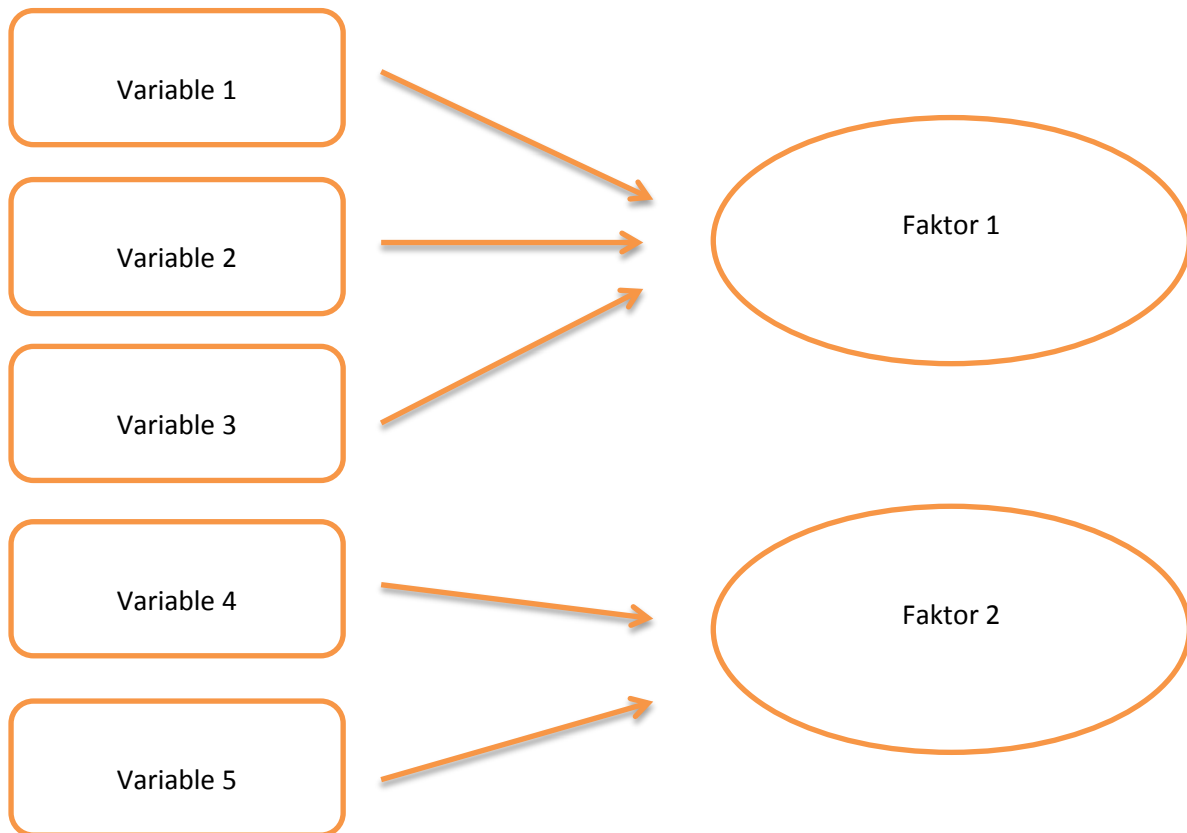 Variable 1
Variable 2
Variable 3
Variable 4
Variable 5
Faktor 1
Faktor 2